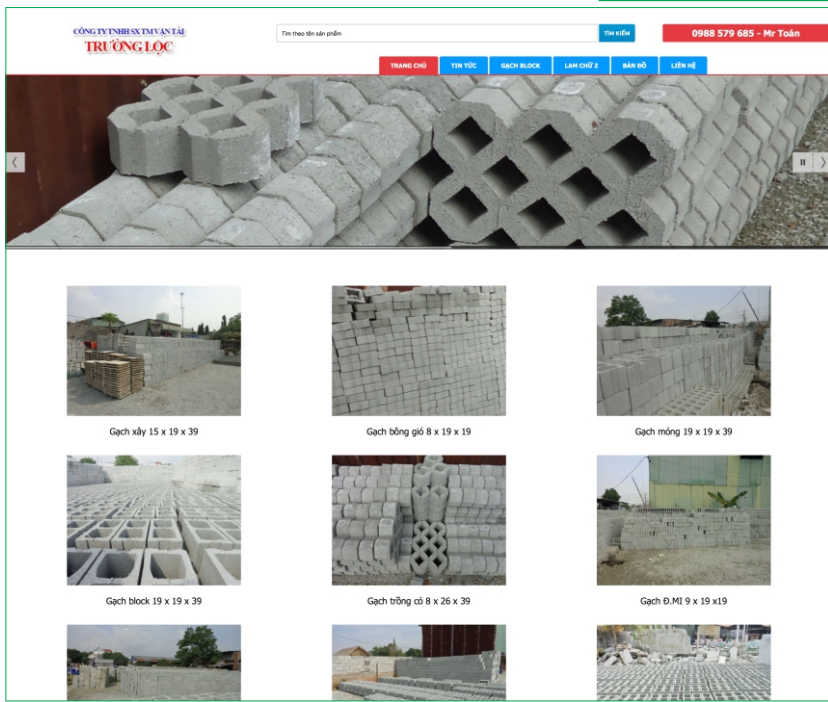 CÔNG TY TNHH SX TM VẬN TẢI
TRƯỜNG LỘC
Tìm theo tên sản phẩm
TÌM KIẾM
0988 579 685 - Mr Toán
TRANG CHỦ
TIN TỨC
GẠCH BLOCK
LAM CHỮ Z
BẢN ĐỒ
LIÊN HỆ
Gạch xây 15 x 19 x 39
Gạch bông gió 8 x 19 x 19
Gạch móng 19 x 19 x 39
Gạch block 19 x 19 x 39
Gạch trồng cỏ 8 x 26 x 39
Gạch Đ.MI 9 x 19 x19